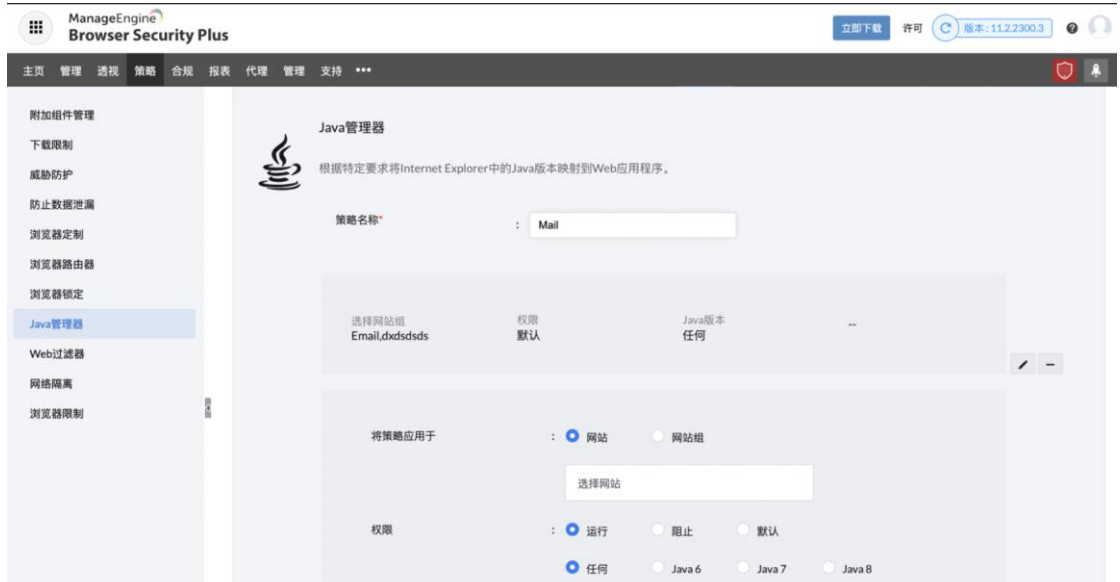 ManageEngine
Browser Security Plus
立即下载 许可 版本:11.2.2300.3
主页 管理 透视 策略 合规 报表 代理 管理 支持 •••
附加组件管理
下载限制
威胁防护
防止数据泄漏
浏览器定制
浏览器路由器
浏览器锁定
Java管理器
Web过滤器
网络隔离
浏览器限制
Java管理器
根据特定要求将Internet Explorer中的Java版本映射到Web应用程序。
策略名称* : Mail
选择网站组 权限 Java版本 --
Email,dxdsdsds 默认 任何
将策略应用于 : 网站 网站组
选择网站
权限 : 运行 阻止 默认
任何 Java 6 Java 7 Java 8